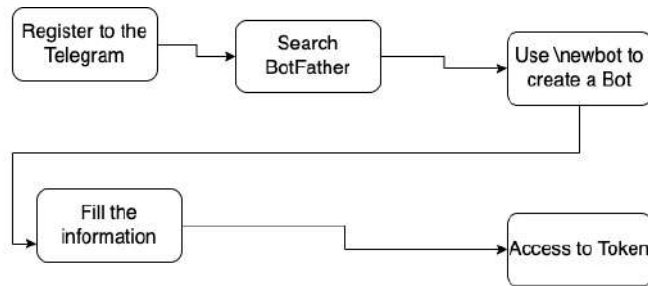 Register to the
Telegram
Search
BotFather
Use \newbot to
create a Bot
Fill the
information
Access to Token